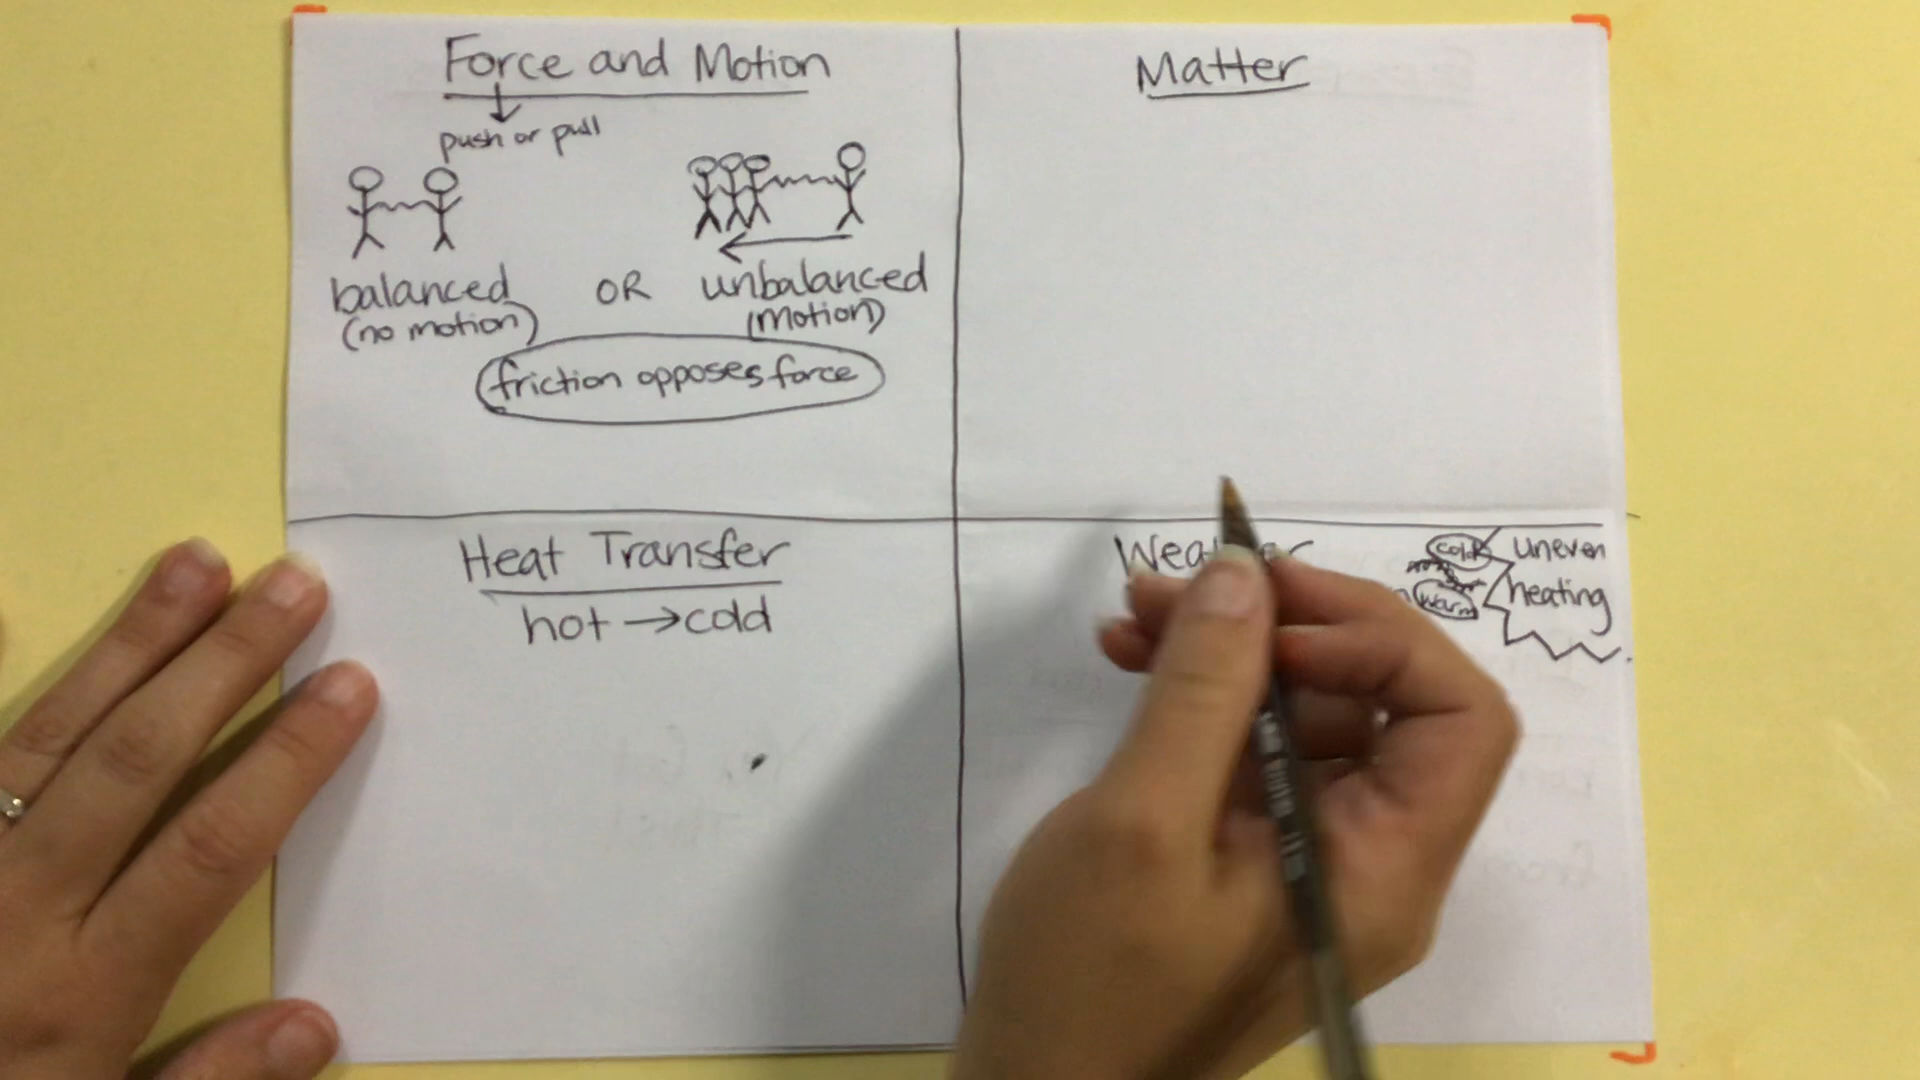 Force and Motion
push or pull
balanced OR unbalanced
(no motion) (motion)
friction opposes force
Matter
Heat Transfer
hot → cold
cold
warm
uneven
heating